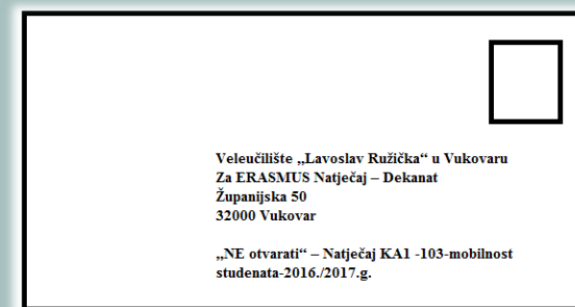 Veleučilište „Lavoslav Ružička“ u Vukovaru
Za ERASMUS Natječaj – Dekanat
Županijska 50
32000 Vukovar
„NE otvarati“ – Natječaj KA1 -103-mobilnost
studenata-2016./2017.g.